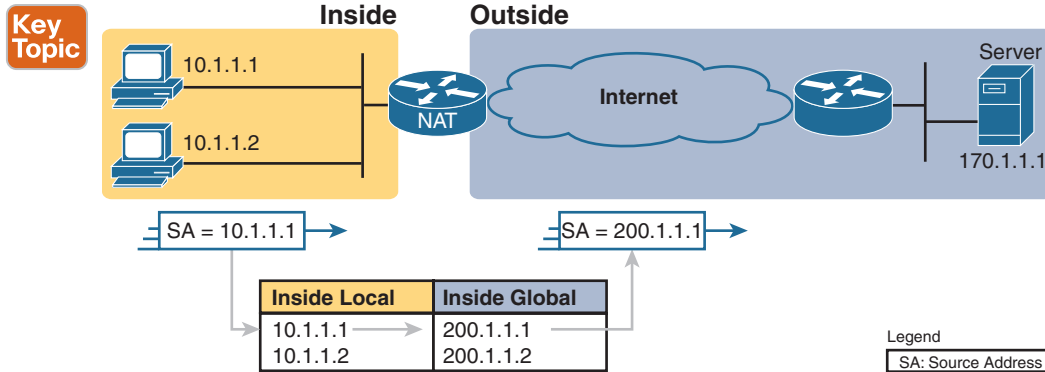 Key
Topic
Inside
Outside
10.1.1.1
10.1.1.2
NAT
Internet
Server
170.1.1.1
SA = 10.1.1.1
SA = 200.1.1.1
Inside Local Inside Global
10.1.1.1 200.1.1.1
10.1.1.2 200.1.1.2
Legend
SA: Source Address